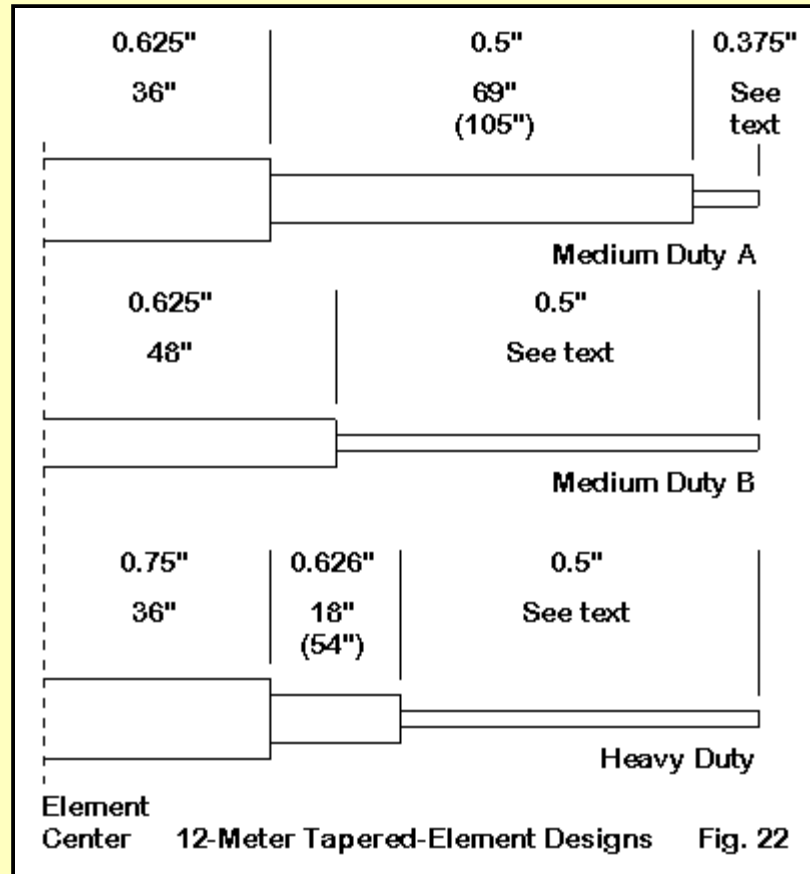 0.625" 0.5" 0.375"
36" 69" See
(105") text
Medium Duty A
0.625" 0.5"
48" See text
Medium Duty B
0.75" 0.626" 0.5"
36" 18" See text
(54")
Heavy Duty
Element
Center 12-Meter Tapered-Element Designs Fig. 22